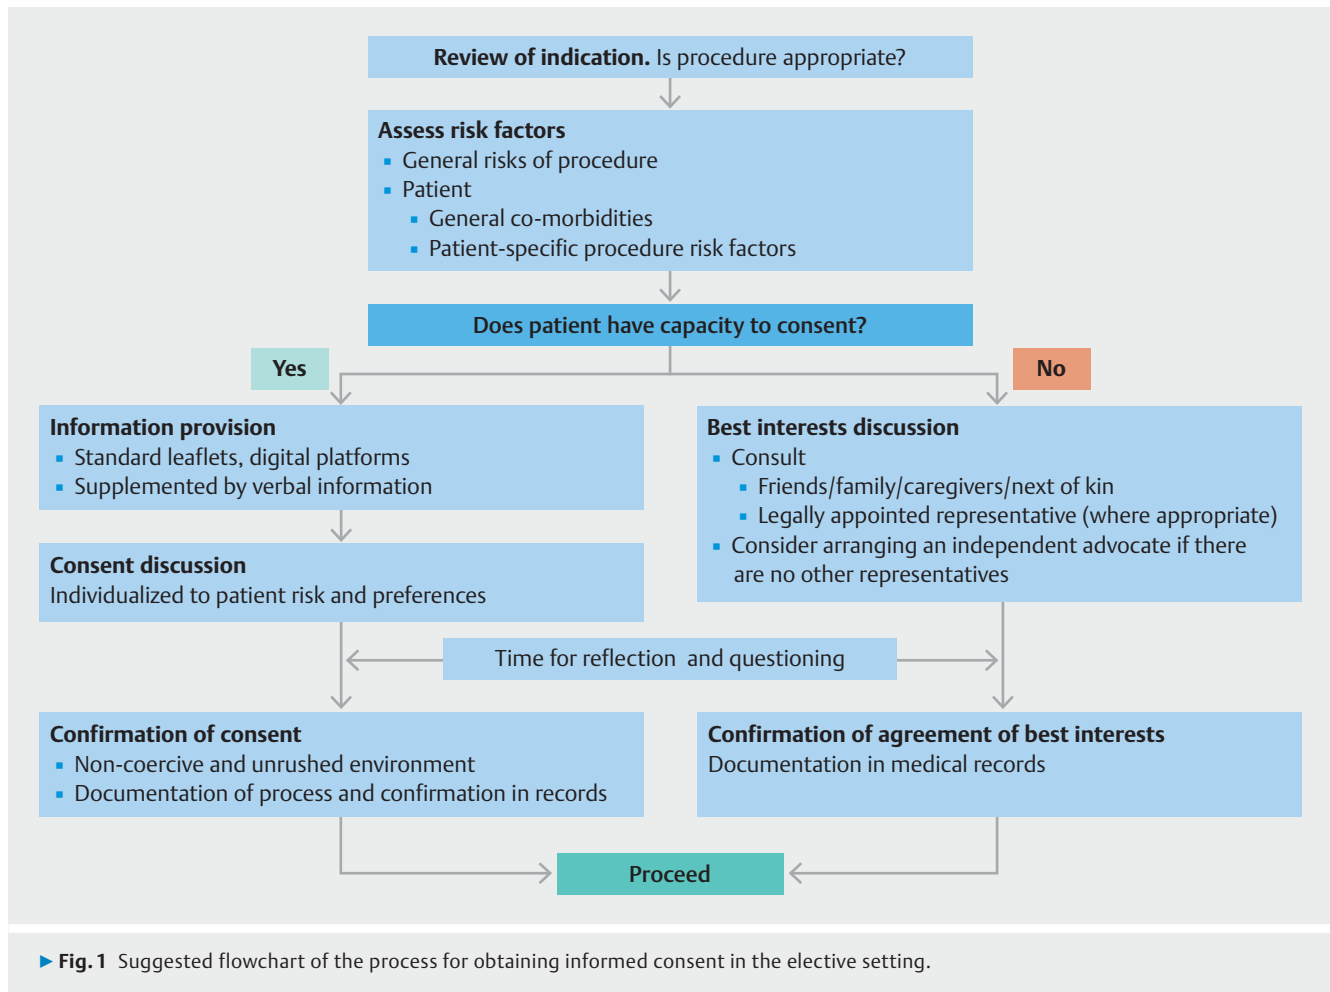 Review of indication. Is procedure appropriate?
Assess risk factors
▪ General risks of procedure
▪ Patient
▪ General co-morbidities
▪ Patient-specific procedure risk factors
Does patient have capacity to consent?
Yes
No
Information provision
▪ Standard leaflets, digital platforms
▪ Supplemented by verbal information
Consent discussion
Individualized to patient risk and preferences
Best interests discussion
▪ Consult
▪ Friends/family/caregivers/next of kin
▪ Legally appointed representative (where appropriate)
▪ Consider arranging an independent advocate if there
are no other representatives
Time for reflection and questioning
Confirmation of consent
▪ Non-coercive and unrushed environment
▪ Documentation of process and confirmation in records
Confirmation of agreement of best interests
Documentation in medical records
Proceed
▶ Fig. 1 Suggested flowchart of the process for obtaining informed consent in the elective setting.